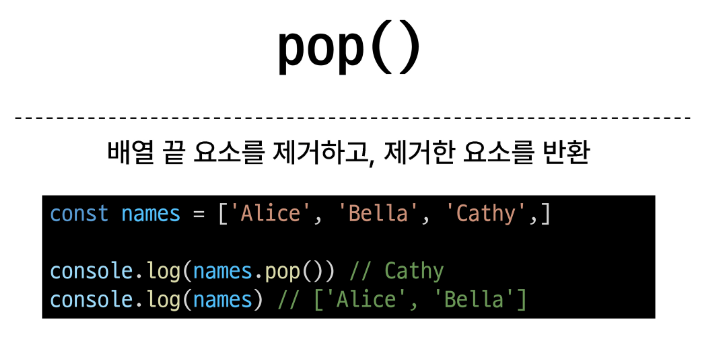 pop()
배열 끝 요소를 제거하고, 제거한 요소를 반환
const names = ['Alice', 'Bella', 'Cathy',]
console.log(names.pop()) // Cathy
console.log(names) // ['Alice', 'Bella']